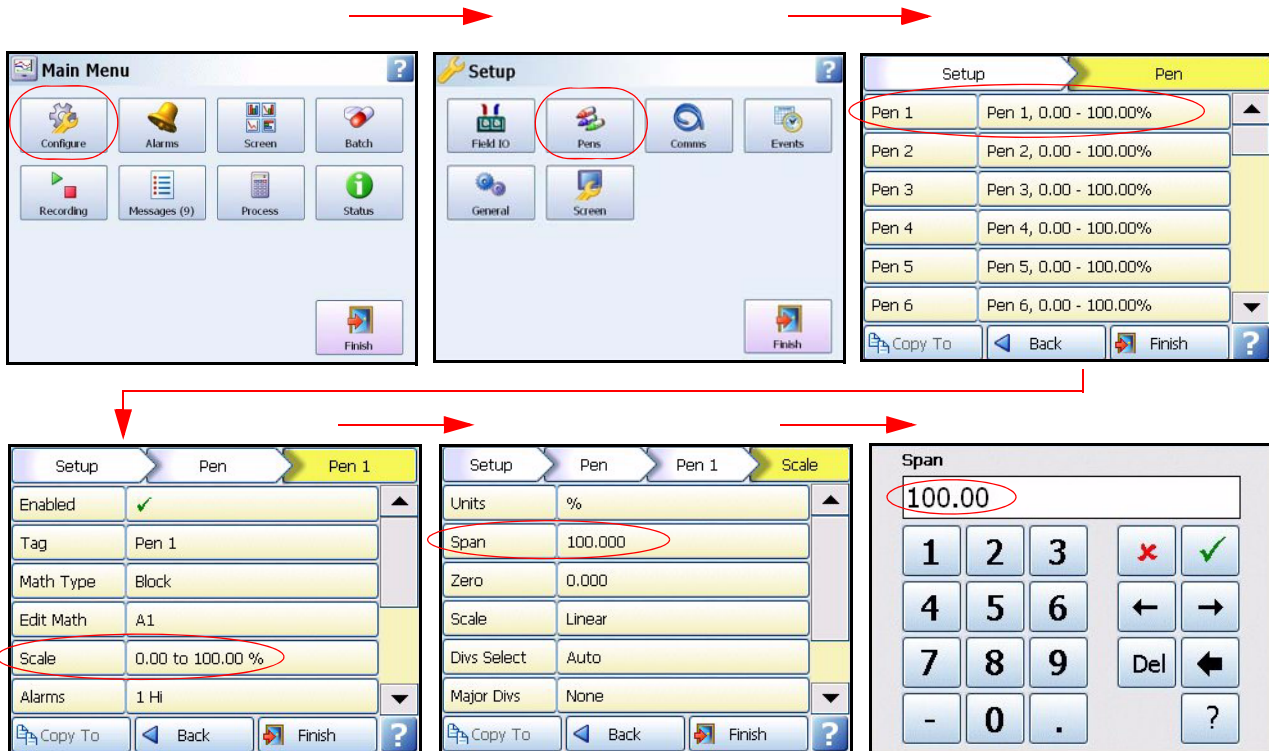 Main Menu
?
Configure
Alarms
Screen
Batch
Recording
Messages (9)
Process
Status
Finish
Setup
?
Field IO
Pens
Comms
Events
General
Screen
Finish
Setup Pen
Pen 1 Pen 1, 0.00 - 100.00%
Pen 2 Pen 2, 0.00 - 100.00%
Pen 3 Pen 3, 0.00 - 100.00%
Pen 4 Pen 4, 0.00 - 100.00%
Pen 5 Pen 5, 0.00 - 100.00%
Pen 6 Pen 6, 0.00 - 100.00%
Copy To Back Finish ?
Setup Pen Pen 1
Enabled
Tag Pen 1
Math Type Block
Edit Math A1
Scale 0.00 to 100.00 %
Alarms 1 Hi
Copy To Back Finish ?
Setup Pen Pen 1 Scale
Units %
Span 100.000
Zero 0.000
Scale Linear
Divs Select Auto
Major Divs None
Copy To Back Finish ?
Span
100.00
1 2 3
4 5 6
7 8 9 Del
- 0 . ?